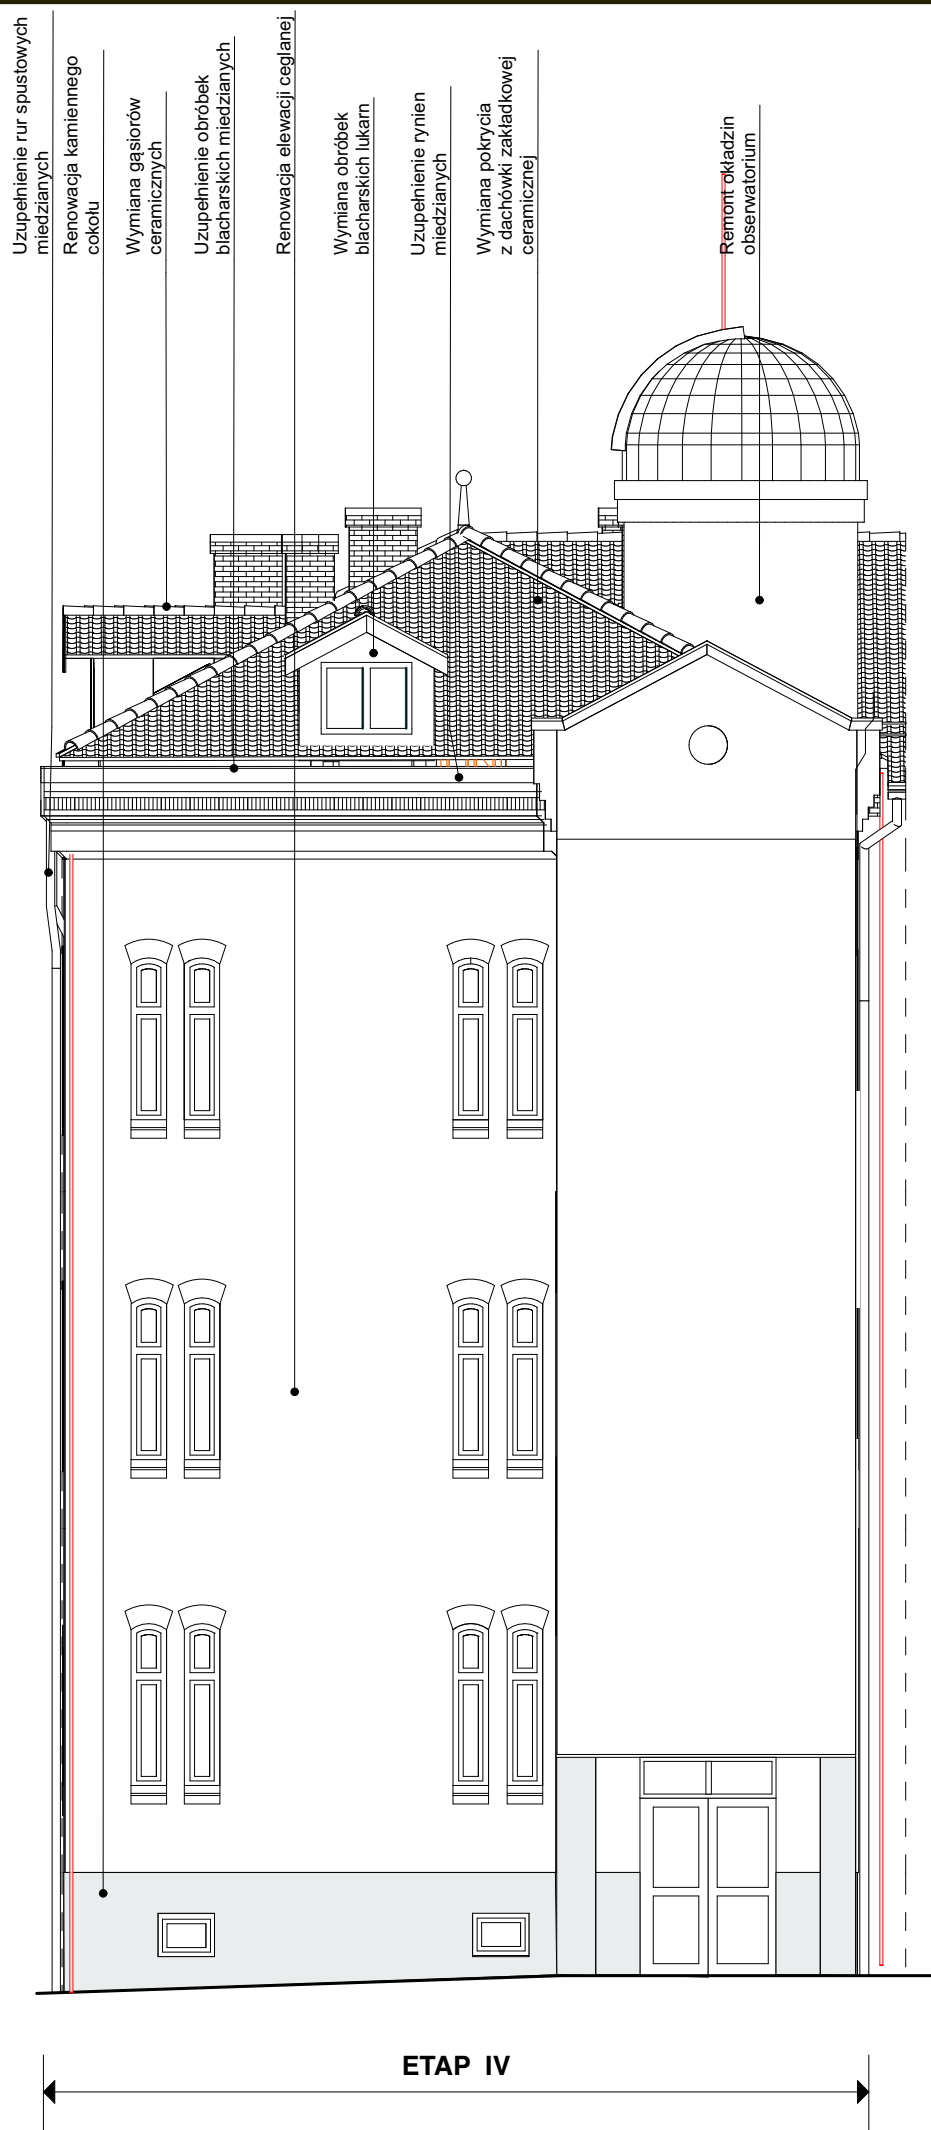 Uzupełnienie rur spustowych
miedzianych
Renowacja kamiennego
cokołu
Wymiana gąsiorów
ceramicznych
Uzupełnienie obróbek
blacharskich miedzianych
Renowacja elewacji ceglanej
Wymiana obróbek
blacharskich lukarn
Uzupełnienie rynien
miedzianych
Wymiana pokrycia
z dachówki zakładkowej
ceramicznej
Remont okładzin
obserwatorium
ETAP IV